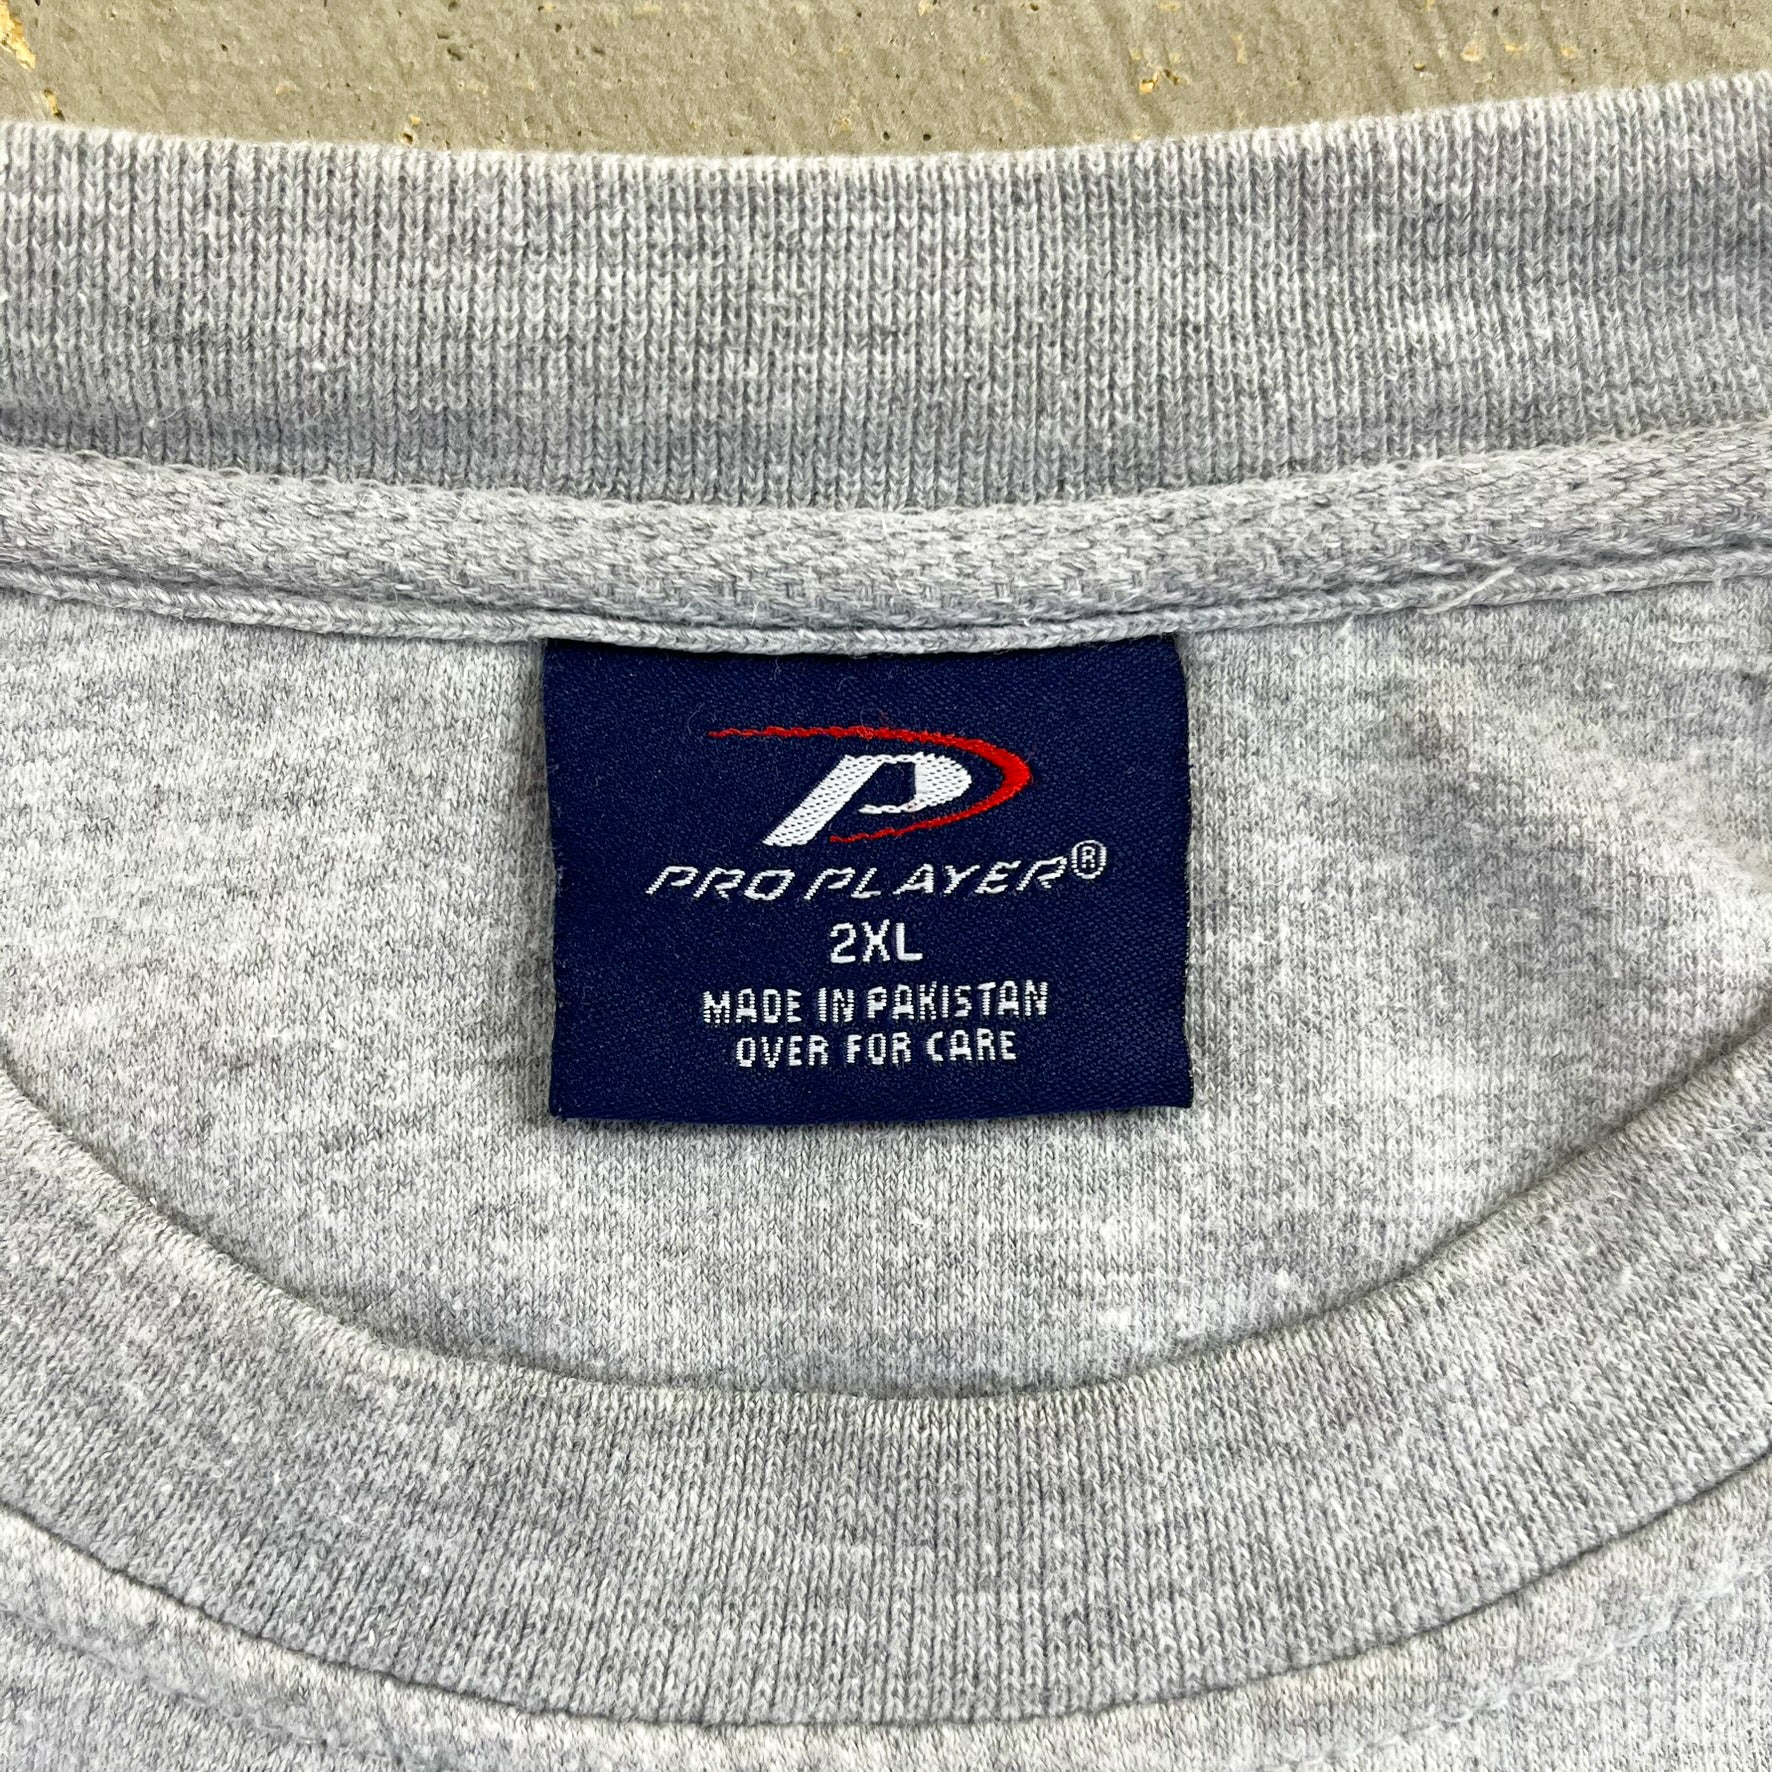 PRO PLAYER®
2XL
MADE IN PAKISTAN
OVER FOR CARE